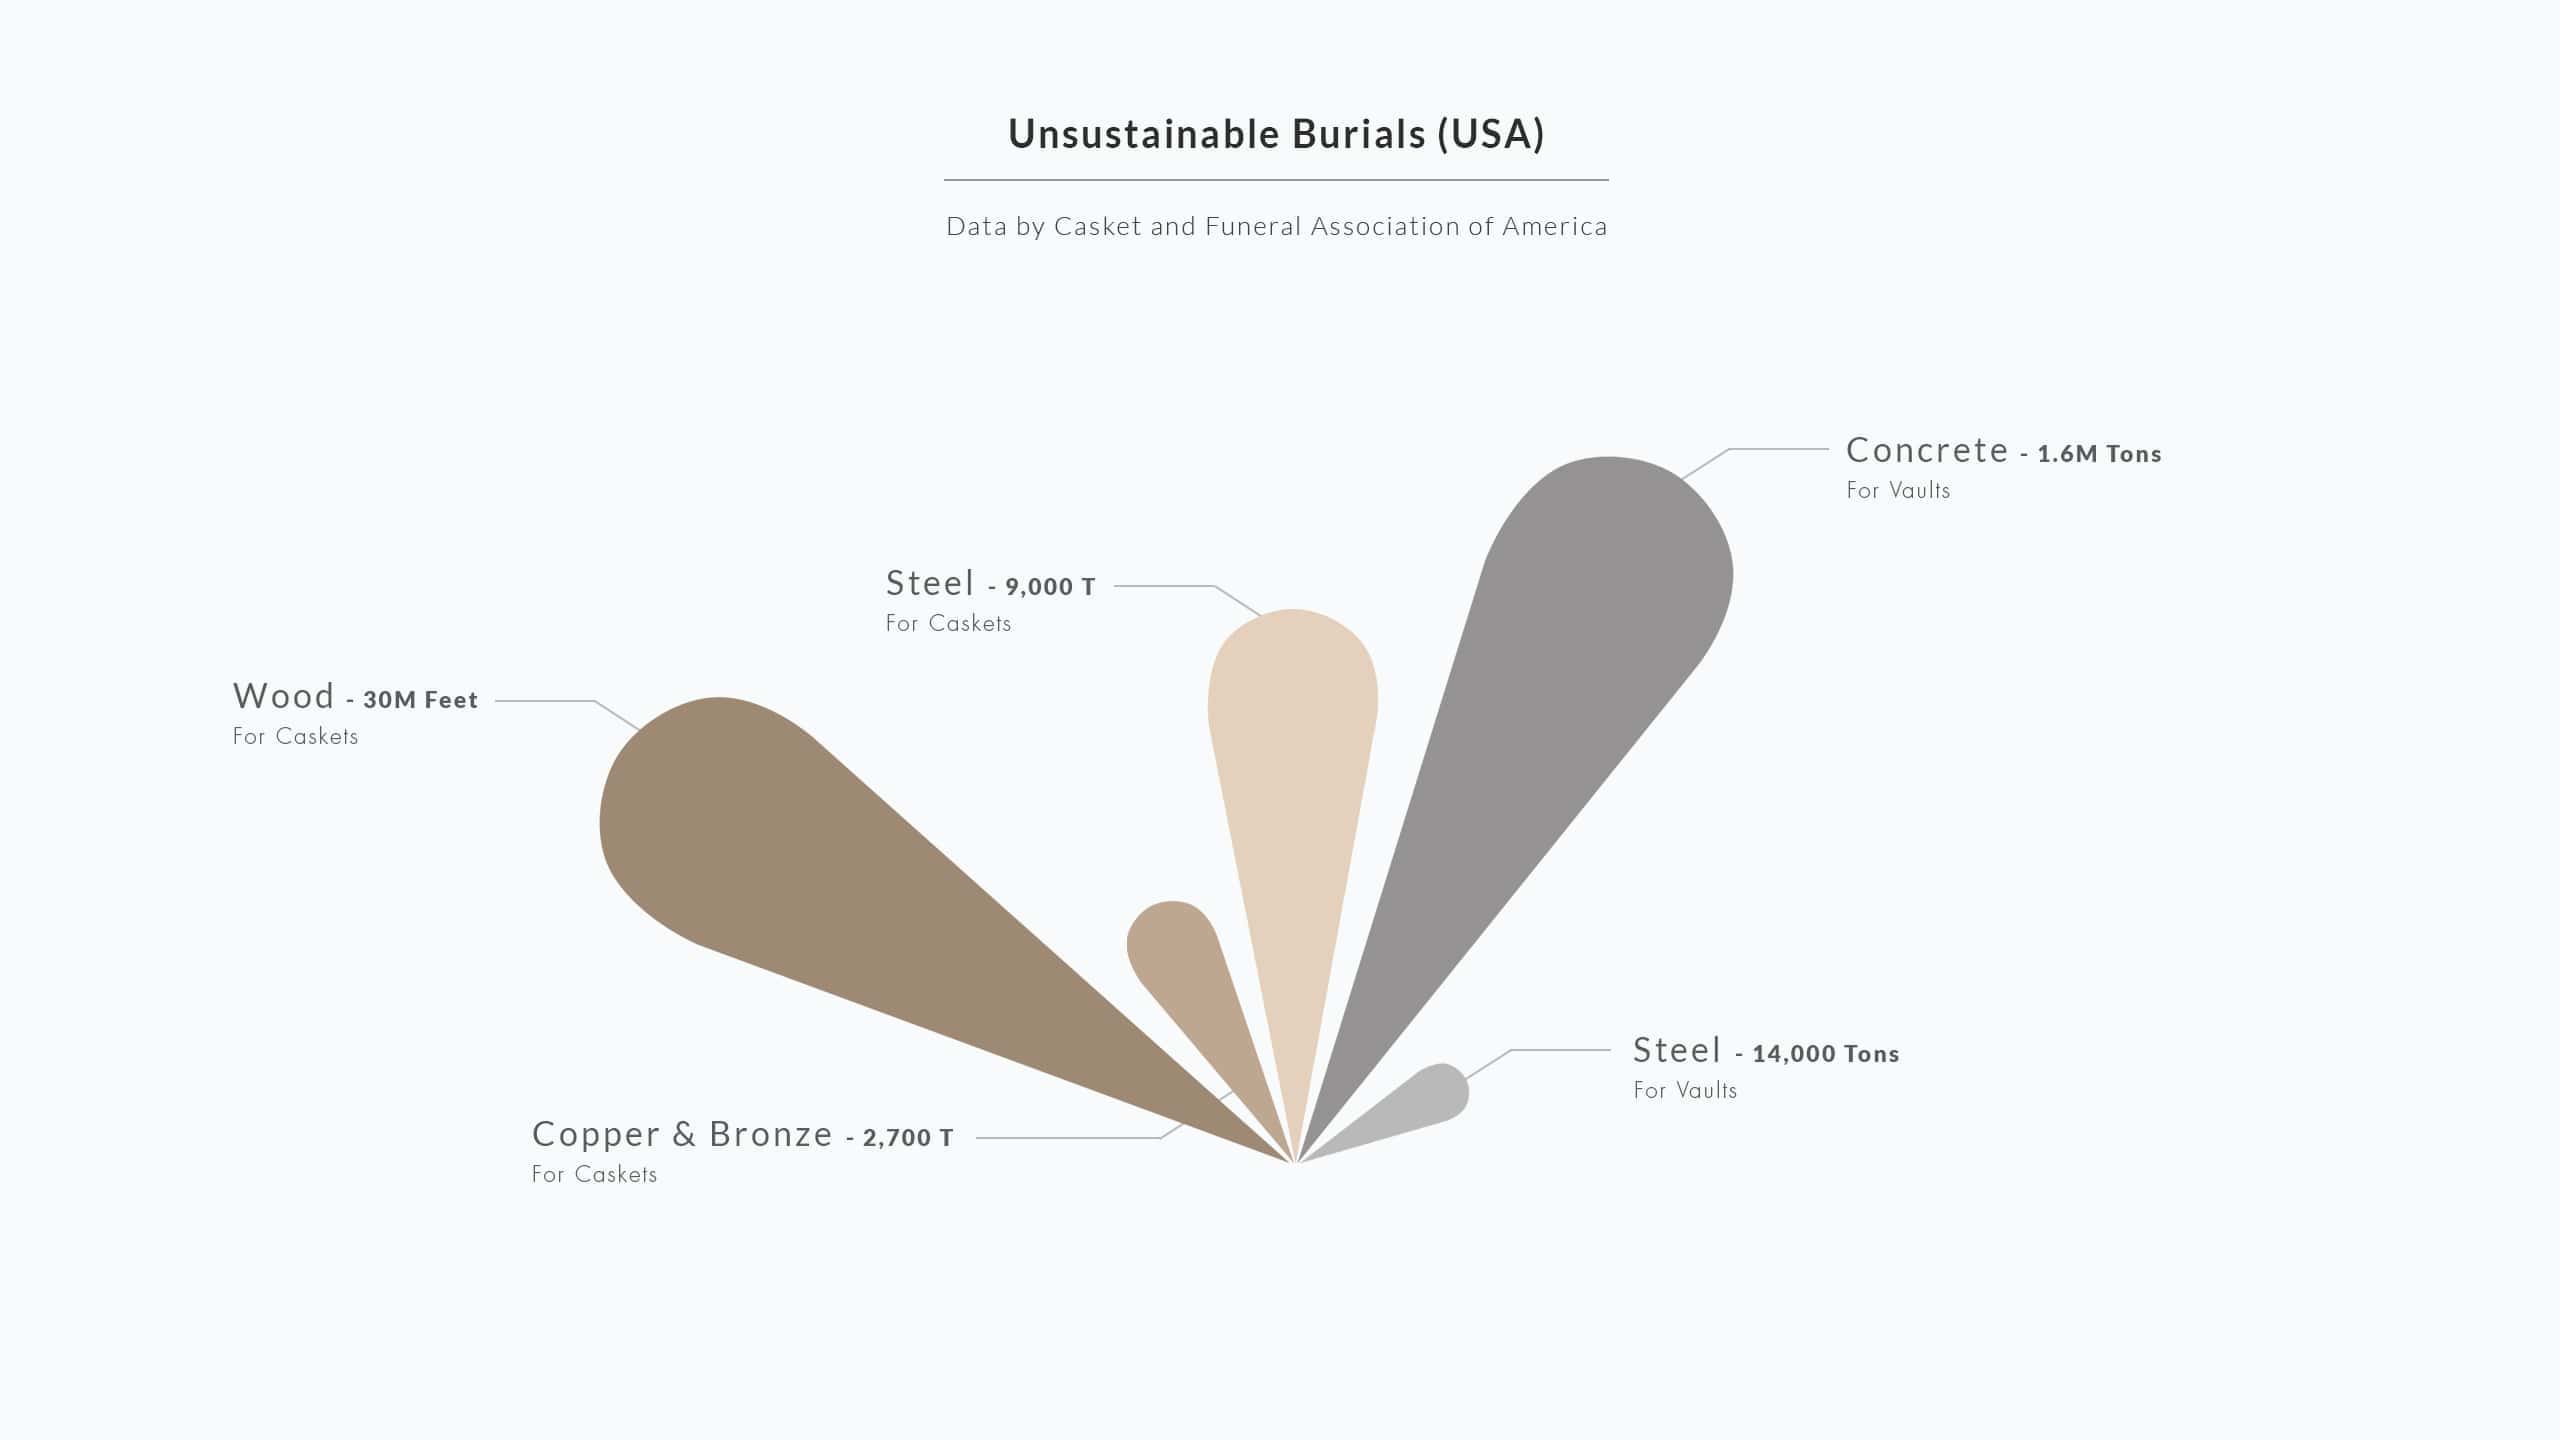 Unsustainable Burials (USA)
Data by Casket and Funeral Association of America
Concrete - 1.6M Tons
For Vaults
Steel - 9,000 T
For Caskets
Wood - 30M Feet
For Caskets
Steel - 14,000 Tons
For Vaults
Copper & Bronze - 2,700 T
For Caskets